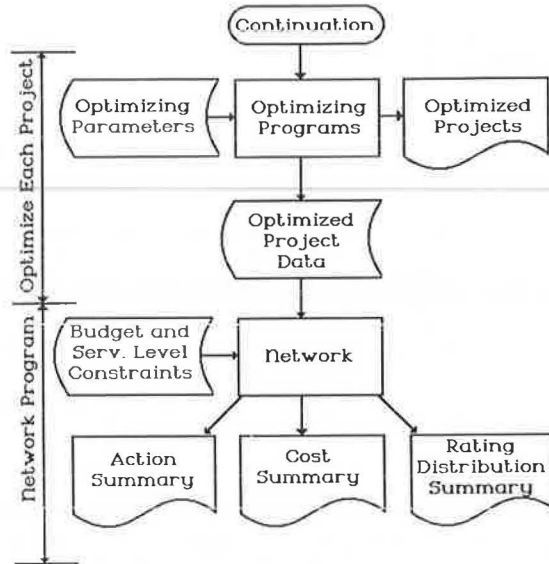 Continuation
Optimize Each Project
Optimizing
Parameters
Optimizing
Programs
Optimized
Projects
Optimized
Project
Data
Network Program
Budget and
Serv. Level
Constraints
Network
Action
Summary
Cost
Summary
Rating
Distribution
Summary